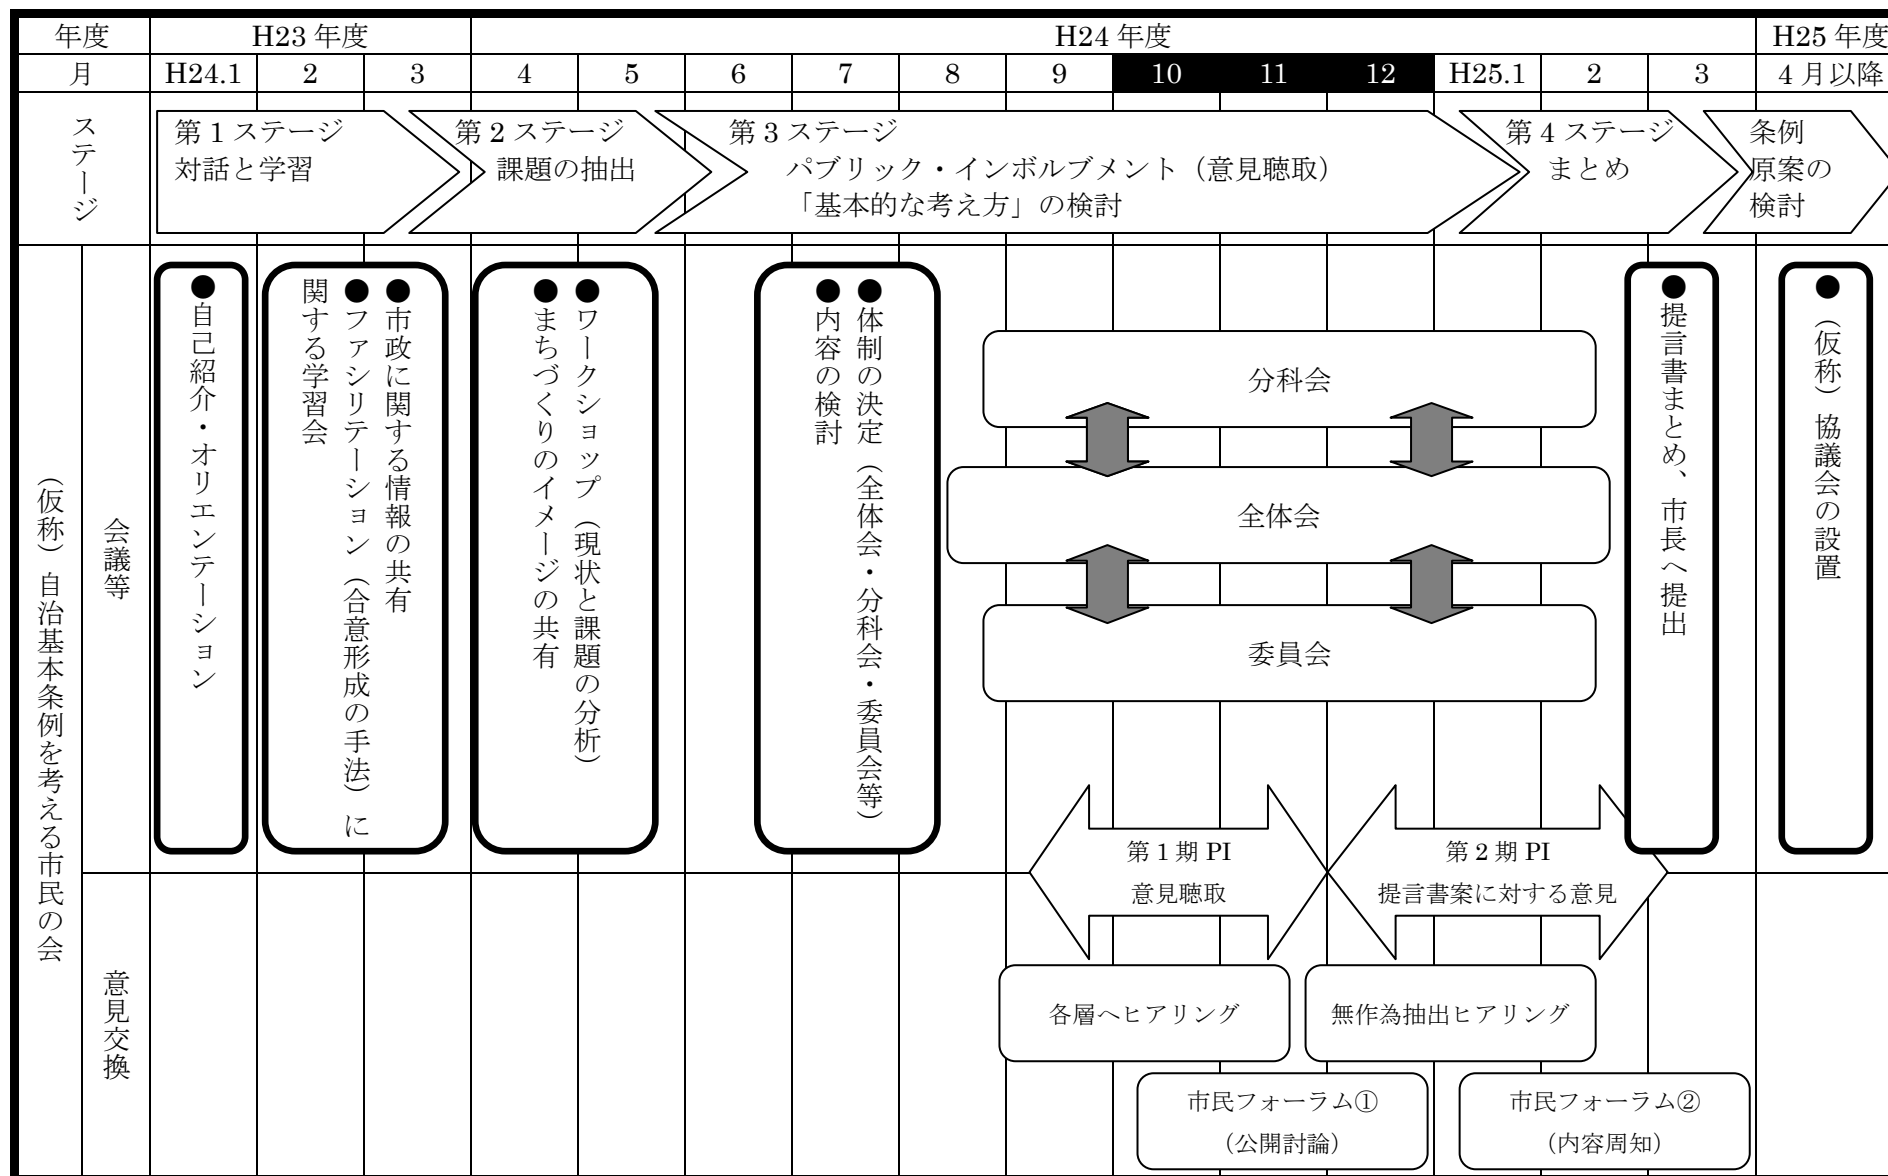 年度
H23 年度
H24 年度
H25 年度
月
H24.1
2
3
4
5
6
7
8
9
10
11
12
H25.1
2
3
4 月以降
ステージ
第 1 ステージ
対話と学習
第 2 ステージ
課題の抽出
第 3 ステージ
パブリック・インボルブメント（意見聴取）
「基本的な考え方」の検討
第 4 ステージ
まとめ
条例
原案の
検討
（仮称）自治基本条例を考える市民の会
会議等
●自己紹介・オリエンテーション
●市政に関する情報の共有
●ファシリテーション（合意形成の手法）に
関する学習会
●ワークショップ（現状と課題の分析）
●まちづくりのイメージの共有
●体制の決定（全体会・分科会・委員会等）
●内容の検討
分科会
全体会
委員会
●提言書まとめ、市長へ提出
●（仮称）協議会の設置
第 1 期 PI
意見聴取
第 2 期 PI
提言書案に対する意見
意見交換
各層へヒアリング
無作為抽出ヒアリング
市民フォーラム①
（公開討論）
市民フォーラム②
（内容周知）